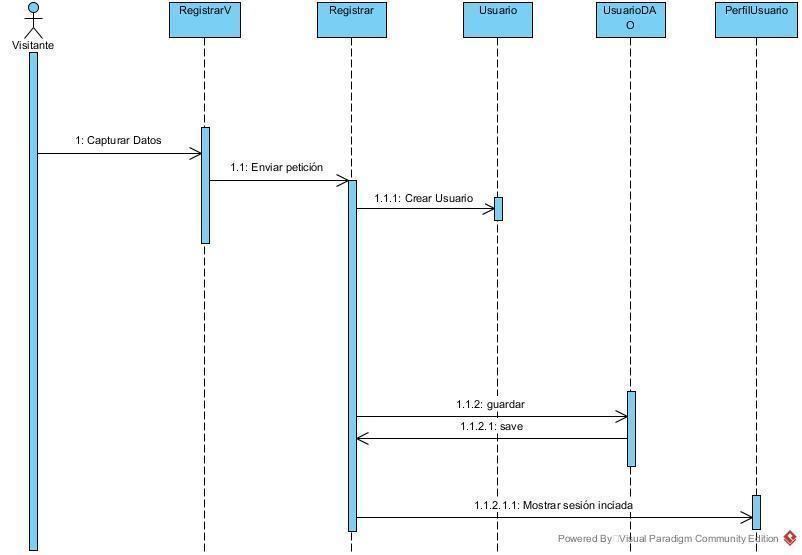 RegistrarV
Registrar
Usuario
UsuarioDA
O
PerfilUsuario
Visitante
1: Capturar Datos
1.1: Enviar petición
1.1.1: Crear Usuario
1.1.2: guardar
1.1.2.1: save
1.1.2.1.1: Mostrar sesión inciada
Powered By Visual Paradigm Community Edition